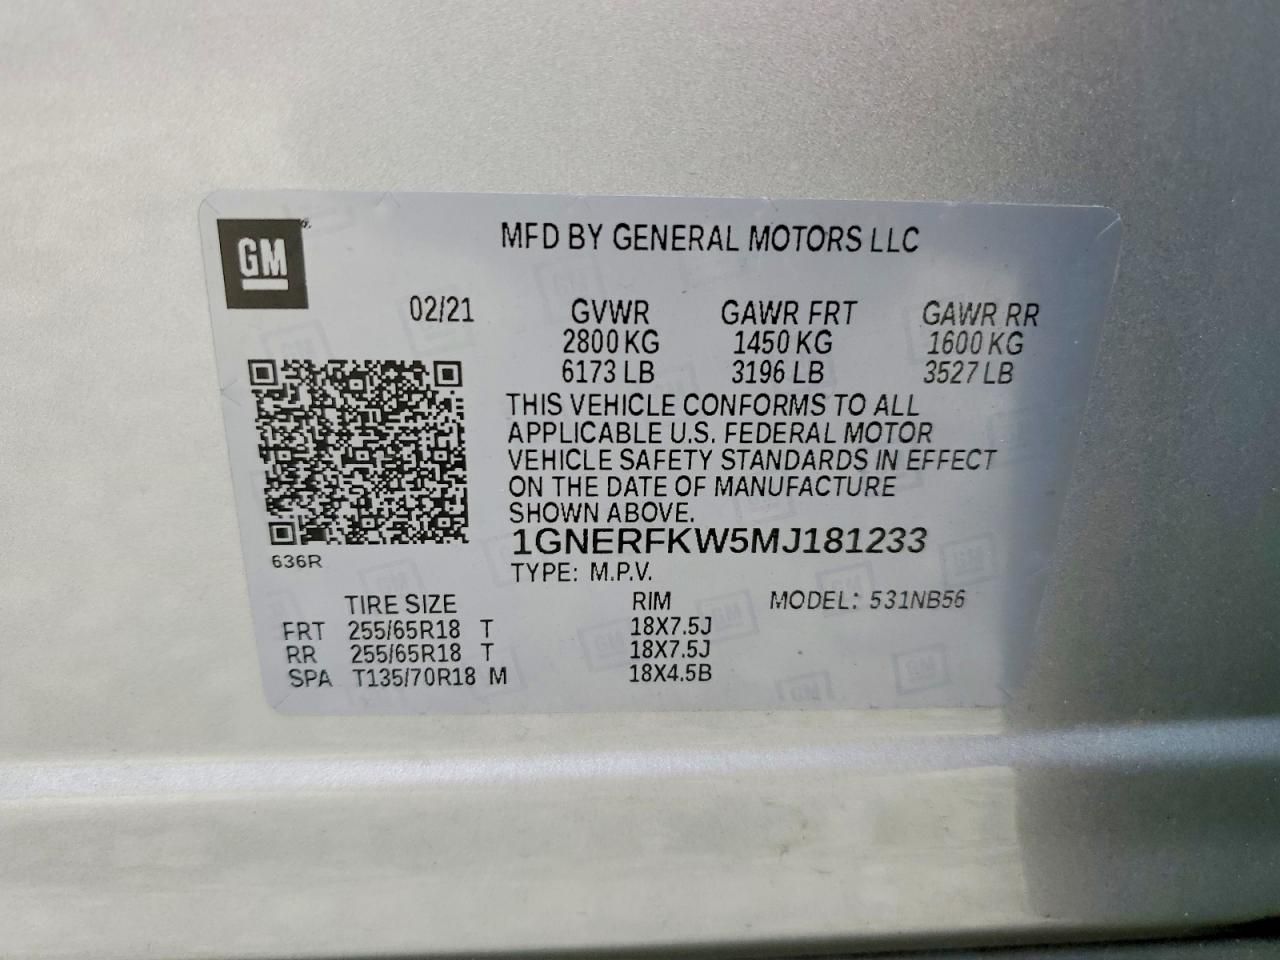 GM
MFD BY GENERAL MOTORS LLC
02/21 GVWR GAWR FRT GAWR RR
2800 KG 1450 KG 1600 KG
6173 LB 3196 LB 3527 LB
THIS VEHICLE CONFORMS TO ALL
APPLICABLE U.S. FEDERAL MOTOR
VEHICLE SAFETY STANDARDS IN EFFECT
ON THE DATE OF MANUFACTURE
SHOWN ABOVE.
1GNERFKW5MJ181233
636R
TYPE: M.P.V.
TIRE SIZE RIM MODEL: 531NB56
FRT 255/65R18 T 18X7.5J
RR 255/65R18 T 18X7.5J
SPA T135/70R18 M 18X4.5B